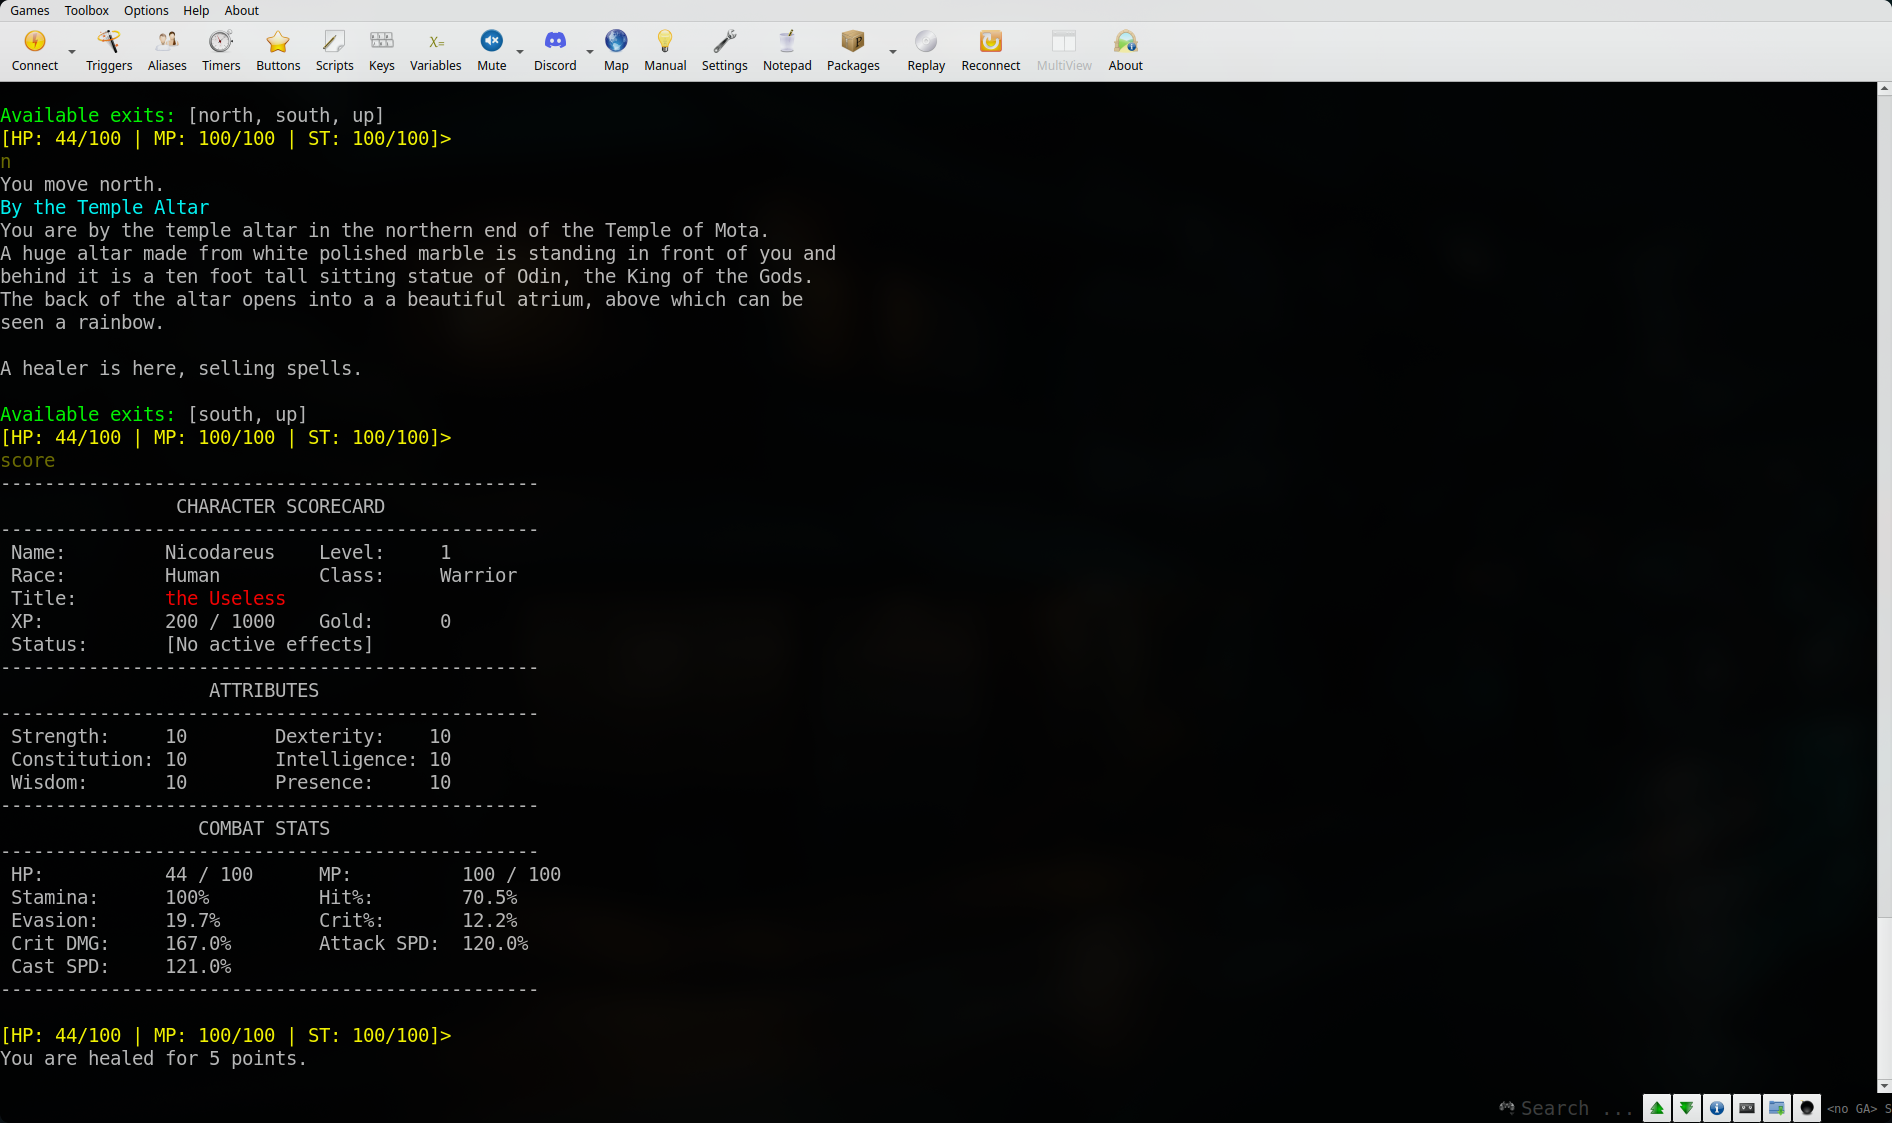 Games Toolbox Options Help About
Connect Triggers Aliases Timers Buttons Scripts Keys Variables Mute Discord Map Manual Settings Notepad Packages Replay Reconnect MultiView About
Available exits: [north, south, up]
[HP: 44/100 | MP: 100/100 | ST: 100/100]>
n
You move north.
By the Temple Altar
You are by the temple altar in the northern end of the Temple of Mota.
A huge altar made from white polished marble is standing in front of you and
behind it is a ten foot tall sitting statue of Odin, the King of the Gods.
The back of the altar opens into a a beautiful atrium, above which can be
seen a rainbow.
A healer is here, selling spells.
Available exits: [south, up]
[HP: 44/100 | MP: 100/100 | ST: 100/100]>
score
-------------------------------------------------
CHARACTER SCORECARD
-------------------------------------------------
Name: Nicodareus Level: 1
Race: Human Class: Warrior
Title: the Useless
XP: 200 / 1000 Gold: 0
Status: [No active effects]
-------------------------------------------------
ATTRIBUTES
-------------------------------------------------
Strength: 10 Dexterity: 10
Constitution: 10 Intelligence: 10
Wisdom: 10 Presence: 10
-------------------------------------------------
COMBAT STATS
-------------------------------------------------
HP: 44 / 100 MP: 100 / 100
Stamina: 100% Hit%: 70.5%
Evasion: 19.7% Crit%: 12.2%
Crit DMG: 167.0% Attack SPD: 120.0%
Cast SPD: 121.0%
-------------------------------------------------
[HP: 44/100 | MP: 100/100 | ST: 100/100]>
You are healed for 5 points.
Search ... <no GA> S